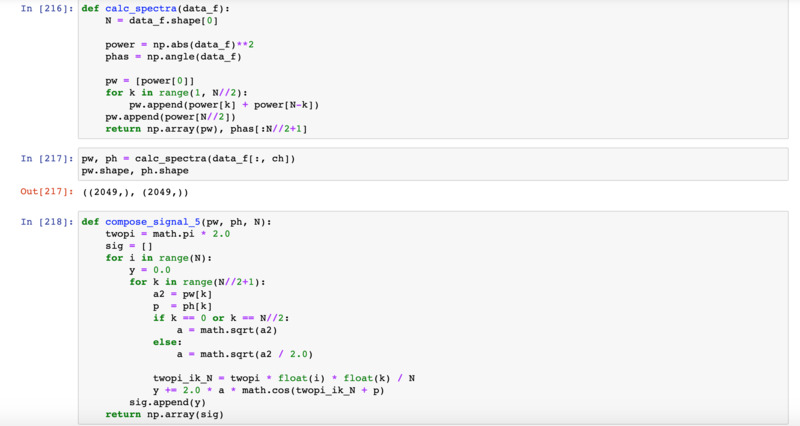 In [216]: def calc_spectra(data_f):
    N = data_f.shape[0]
    power = np.abs(data_f)**2
    phas = np.angle(data_f)
    pw = [power[0]]
    for k in range(1, N//2):
        pw.append(power[k] + power[N-k])
    pw.append(power[N//2])
    return np.array(pw), phas[:N//2+1]
In [217]: pw, ph = calc_spectra(data_f[:, ch])
pw.shape, ph.shape
Out[217]: ((2049,), (2049,))
In [218]: def compose_signal_5(pw, ph, N):
    twopi = math.pi * 2.0
    sig = []
    for i in range(N):
        y = 0.0
        for k in range(N//2+1):
            a2 = pw[k]
            p  = ph[k]
            if k == 0 or k == N//2:
                a = math.sqrt(a2)
            else:
                a = math.sqrt(a2 / 2.0)
            twopi_ik_N = twopi * float(i) * float(k) / N
            y += 2.0 * a * math.cos(twopi_ik_N + p)
        sig.append(y)
    return np.array(sig)